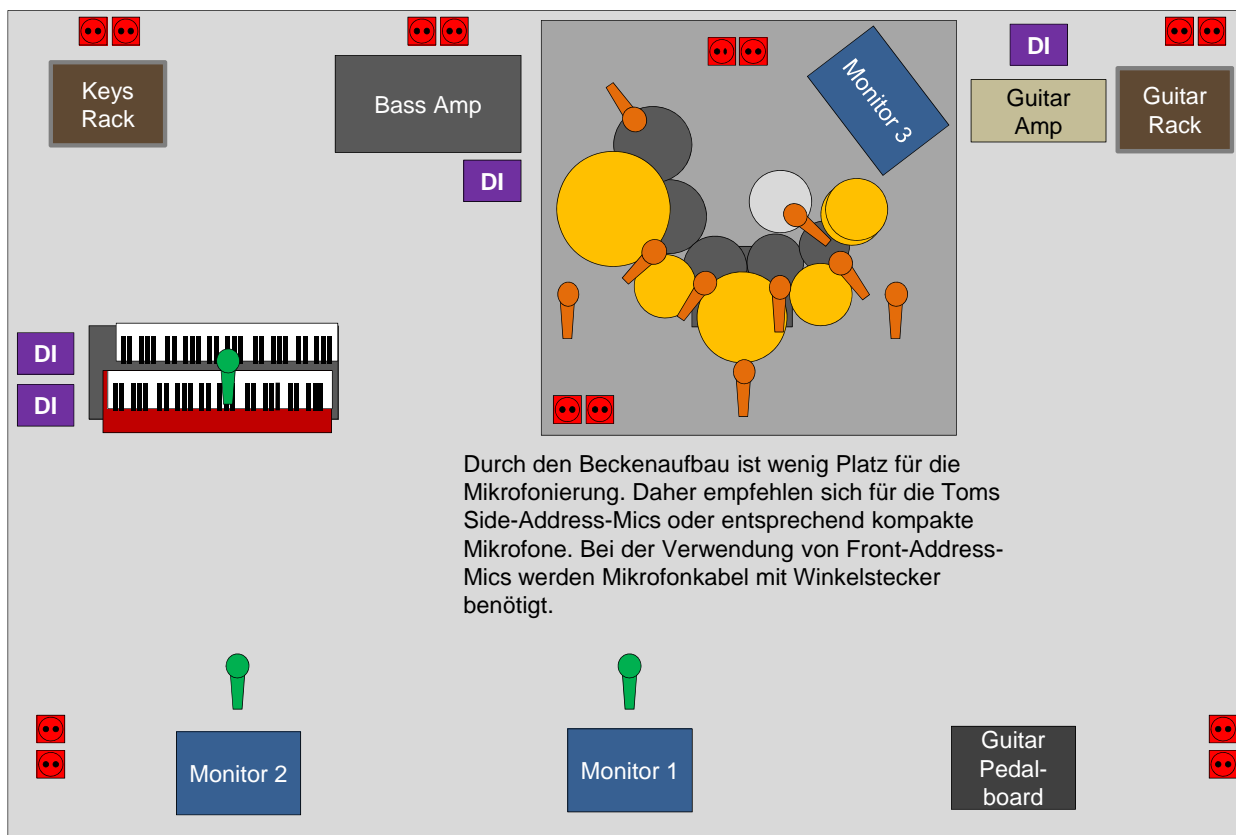 Keys
Rack
Bass Amp
DI
Monitor 3
DI
Guitar
Amp
Guitar
Rack
DI
DI
Durch den Beckenaufbau ist wenig Platz für die
Mikrofonierung. Daher empfehlen sich für die Toms
Side-Address-Mics oder entsprechend kompakte
Mikrofone. Bei der Verwendung von Front-Address-
Mics werden Mikrofonkabel mit Winkelstecker
benötigt.
Monitor 2
Monitor 1
Guitar
Pedal-
board